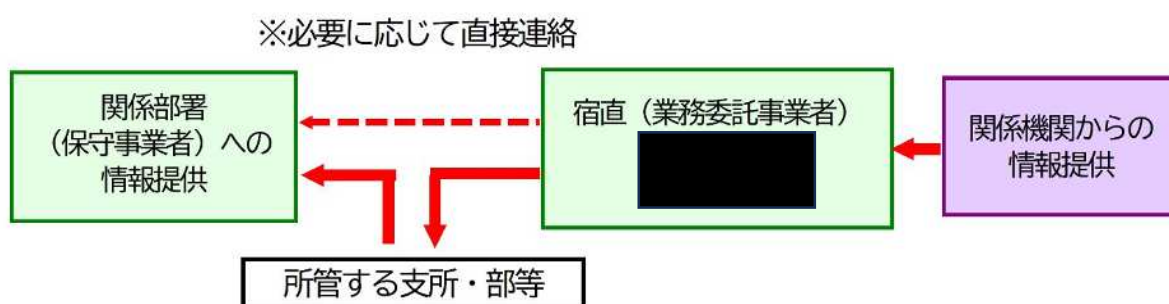 ※必要に応じて直接連絡
関係部署
（保守事業者）への
情報提供
宿直（業務委託事業者）
関係機関からの
情報提供
所管する支所・部等